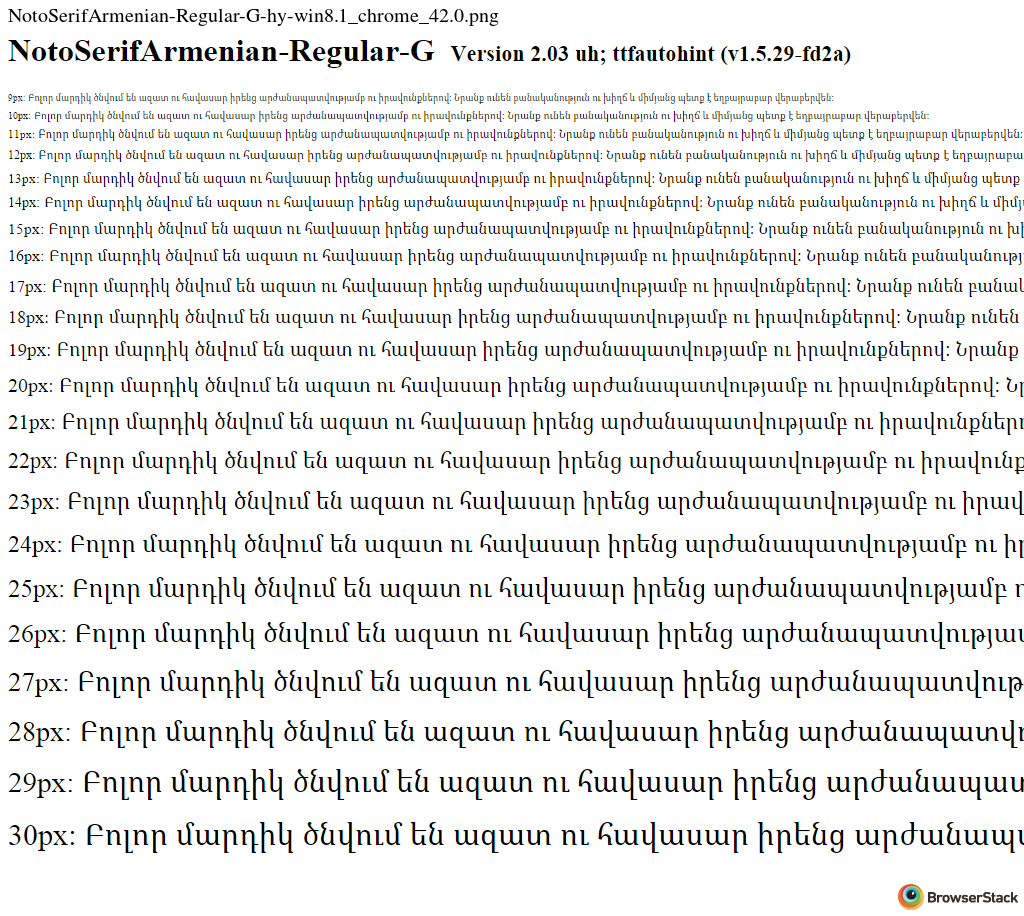 NotoSerifArmenian-Regular-G-hy-win8.1_chrome_42.0.png
NotoSerifArmenian-Regular-G Version 2.03 uh; ttfautohint (v1.5.29-fd2a)
9px: Բոլոր մարդիկ ծնվում են ազատ ու հավասար իրենց արժանապատվությամբ ու իրավունքներով: Նրանք ունեն բանականություն ու խիղճ և միմյանց պետք է եղբայրաբար վերաբերվեն:
10px: Բոլոր մարդիկ ծնվում են ազատ ու հավասար իրենց արժանապատվությամբ ու իրավունքներով: Նրանք ունեն բանականություն ու խիղճ և միմյանց պետք է եղբայրաբար վերաբերվեն:
11px: Բոլոր մարդիկ ծնվում են ազատ ու հավասար իրենց արժանապատվությամբ ու իրավունքներով: Նրանք ունեն բանականություն ու խիղճ և միմյանց պետք է եղբայրաբար վերաբերվեն:
12px: Բոլոր մարդիկ ծնվում են ազատ ու հավասար իրենց արժանապատվությամբ ու իրավունքներով: Նրանք ունեն բանականություն ու խիղճ և միմյանց պետք է եղբայրաբա
13px: Բոլոր մարդիկ ծնվում են ազատ ու հավասար իրենց արժանապատվությամբ ու իրավունքներով: Նրանք ունեն բանականություն ու խիղճ և միմյանց պետք
14px: Բոլոր մարդիկ ծնվում են ազատ ու հավասար իրենց արժանապատվությամբ ու իրավունքներով: Նրանք ունեն բանականություն ու խիղճ և միմյ
15px: Բոլոր մարդիկ ծնվում են ազատ ու հավասար իրենց արժանապատվությամբ ու իրավունքներով: Նրանք ունեն բանականություն ու խի
16px: Բոլոր մարդիկ ծնվում են ազատ ու հավասար իրենց արժանապատվությամբ ու իրավունքներով: Նրանք ունեն բանականությ
17px: Բոլոր մարդիկ ծնվում են ազատ ու հավասար իրենց արժանապատվությամբ ու իրավունքներով: Նրանք ունեն բանակ
18px: Բոլոր մարդիկ ծնվում են ազատ ու հավասար իրենց արժանապատվությամբ ու իրավունքներով: Նրանք ունեն
19px: Բոլոր մարդիկ ծնվում են ազատ ու հավասար իրենց արժանապատվությամբ ու իրավունքներով: Նրանք
20px: Բոլոր մարդիկ ծնվում են ազատ ու հավասար իրենց արժանապատվությամբ ու իրավունքներով: Նր
21px: Բոլոր մարդիկ ծնվում են ազատ ու հավասար իրենց արժանապատվությամբ ու իրավունքներ
22px: Բոլոր մարդիկ ծնվում են ազատ ու հավասար իրենց արժանապատվությամբ ու իրավունք
23px: Բոլոր մարդիկ ծնվում են ազատ ու հավասար իրենց արժանապատվությամբ ու իրավ
24px: Բոլոր մարդիկ ծնվում են ազատ ու հավասար իրենց արժանապատվությամբ ու իր
25px: Բոլոր մարդիկ ծնվում են ազատ ու հավասար իրենց արժանապատվությամբ ո
26px: Բոլոր մարդիկ ծնվում են ազատ ու հավասար իրենց արժանապատվությա
27px: Բոլոր մարդիկ ծնվում են ազատ ու հավասար իրենց արժանապատվութ
28px: Բոլոր մարդիկ ծնվում են ազատ ու հավասար իրենց արժանապատվո
29px: Բոլոր մարդիկ ծնվում են ազատ ու հավասար իրենց արժանապատ
30px: Բոլոր մարդիկ ծնվում են ազատ ու հավասար իրենց արժանապ
BrowserStack